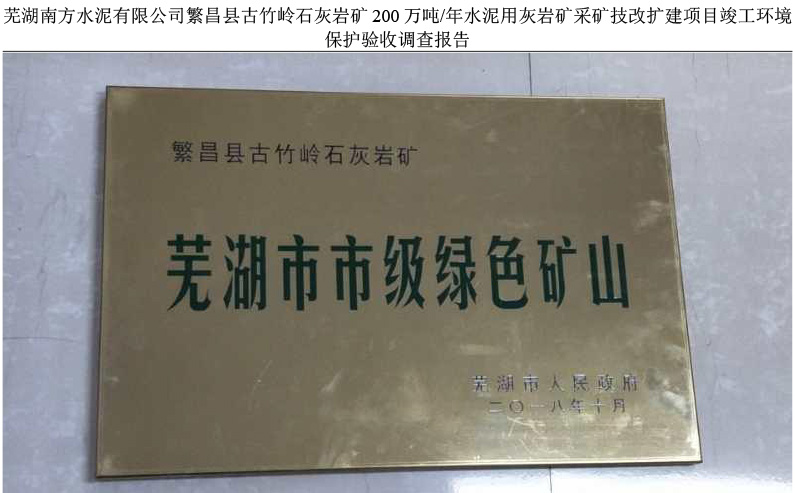 芜湖南方水泥有限公司繁昌县古竹岭石灰岩矿 200 万吨/年水泥用灰岩矿采矿技改扩建项目竣工环境
保护验收调查报告
繁昌县古竹岭石灰岩矿
芜湖市市级绿色矿山
芜湖市人民政府
二〇一八年十月